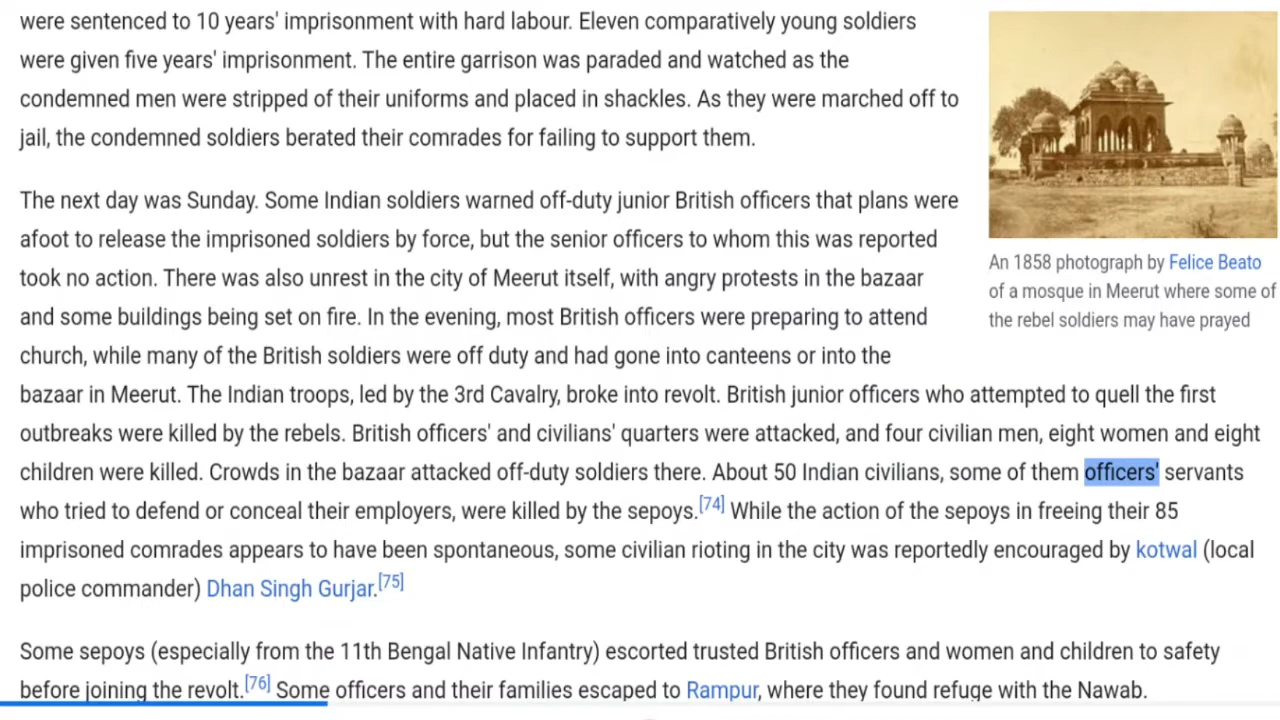 were sentenced to 10 years' imprisonment with hard labour. Eleven comparatively young soldiers
were given five years' imprisonment. The entire garrison was paraded and watched as the
condemned men were stripped of their uniforms and placed in shackles. As they were marched off to
jail, the condemned soldiers berated their comrades for failing to support them.
The next day was Sunday. Some Indian soldiers warned off-duty junior British officers that plans were
afoot to release the imprisoned soldiers by force, but the senior officers to whom this was reported
took no action. There was also unrest in the city of Meerut itself, with angry protests in the bazaar
and some buildings being set on fire. In the evening, most British officers were preparing to attend
church, while many of the British soldiers were off duty and had gone into canteens or into the
bazaar in Meerut. The Indian troops, led by the 3rd Cavalry, broke into revolt. British junior officers who attempted to quell the first
outbreaks were killed by the rebels. British officers' and civilians' quarters were attacked, and four civilian men, eight women and eight
children were killed. Crowds in the bazaar attacked off-duty soldiers there. About 50 Indian civilians, some of them officers' servants
who tried to defend or conceal their employers, were killed by the sepoys.[74] While the action of the sepoys in freeing their 85
imprisoned comrades appears to have been spontaneous, some civilian rioting in the city was reportedly encouraged by kotwal (local
police commander) Dhan Singh Gurjar.[75]
Some sepoys (especially from the 11th Bengal Native Infantry) escorted trusted British officers and women and children to safety
before joining the revolt.[76] Some officers and their families escaped to Rampur, where they found refuge with the Nawab.
An 1858 photograph by Felice Beato
of a mosque in Meerut where some of
the rebel soldiers may have prayed